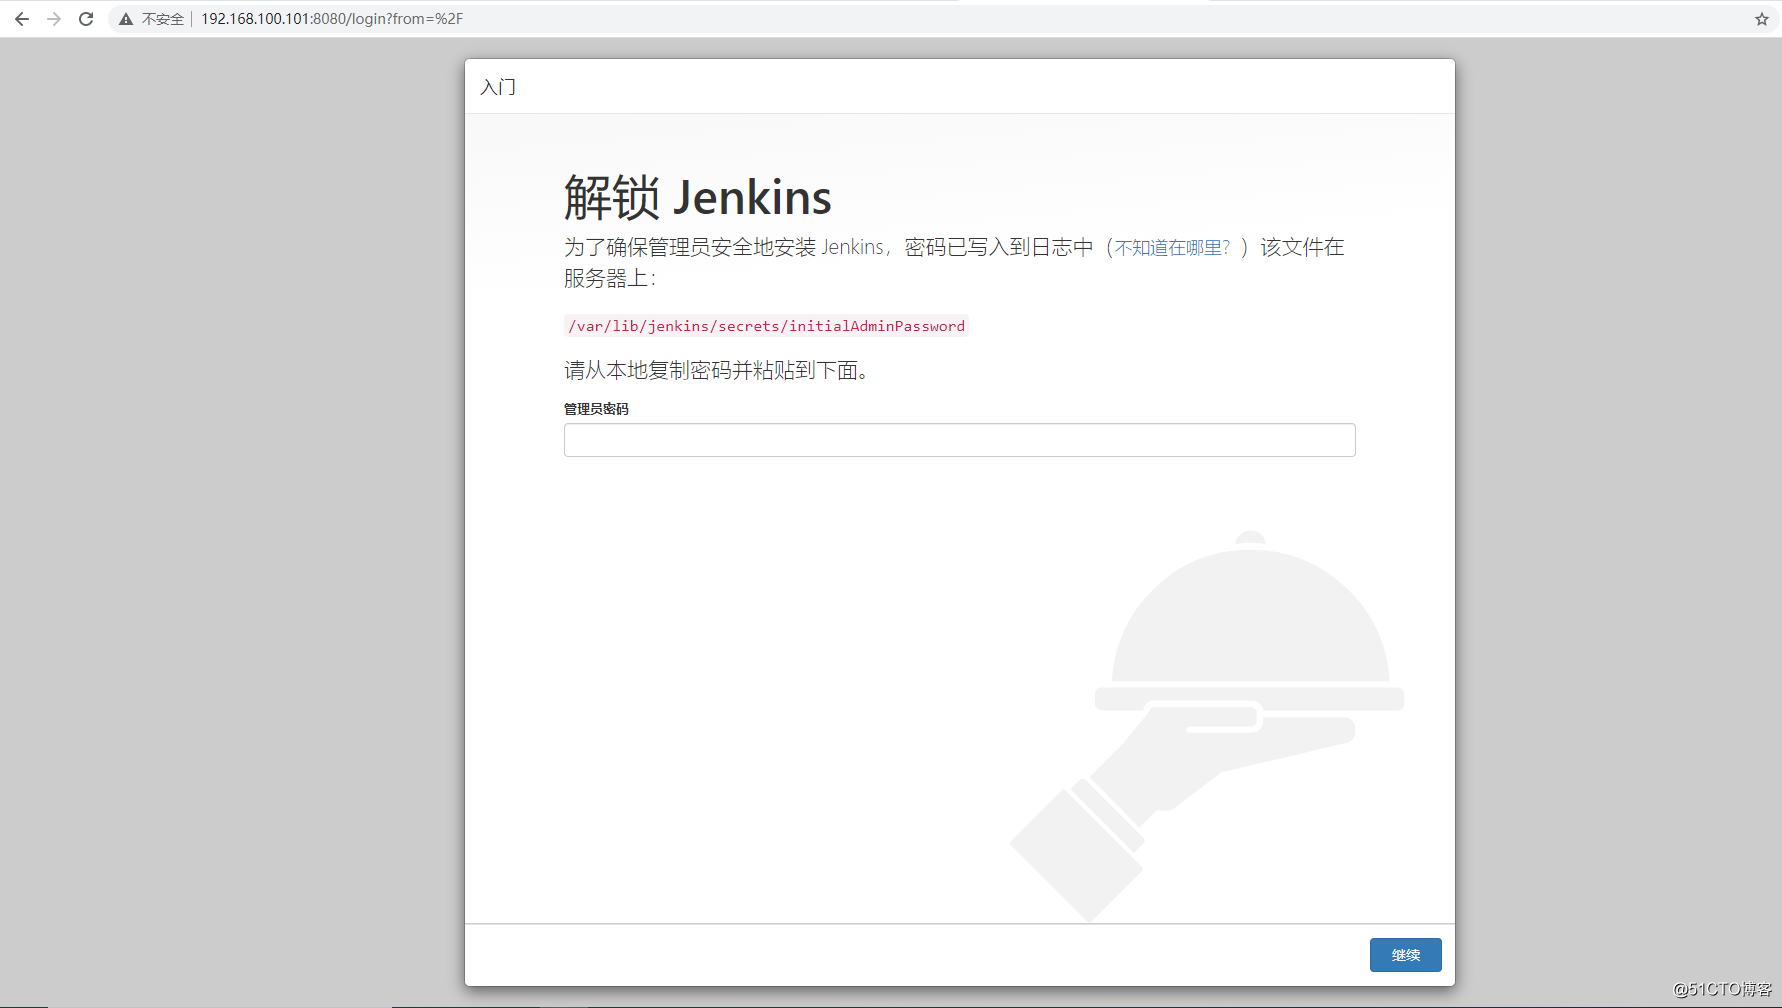 不安全 192.168.100.101:8080/login?from=%2F
入门
解锁 Jenkins
为了确保管理员安全地安装 Jenkins，密码已写入到日志中（不知道在哪里？）该文件在
服务器上：
/var/lib/jenkins/secrets/initialAdminPassword
请从本地复制密码并粘贴到下面。
管理员密码
继续
@51CTO博客